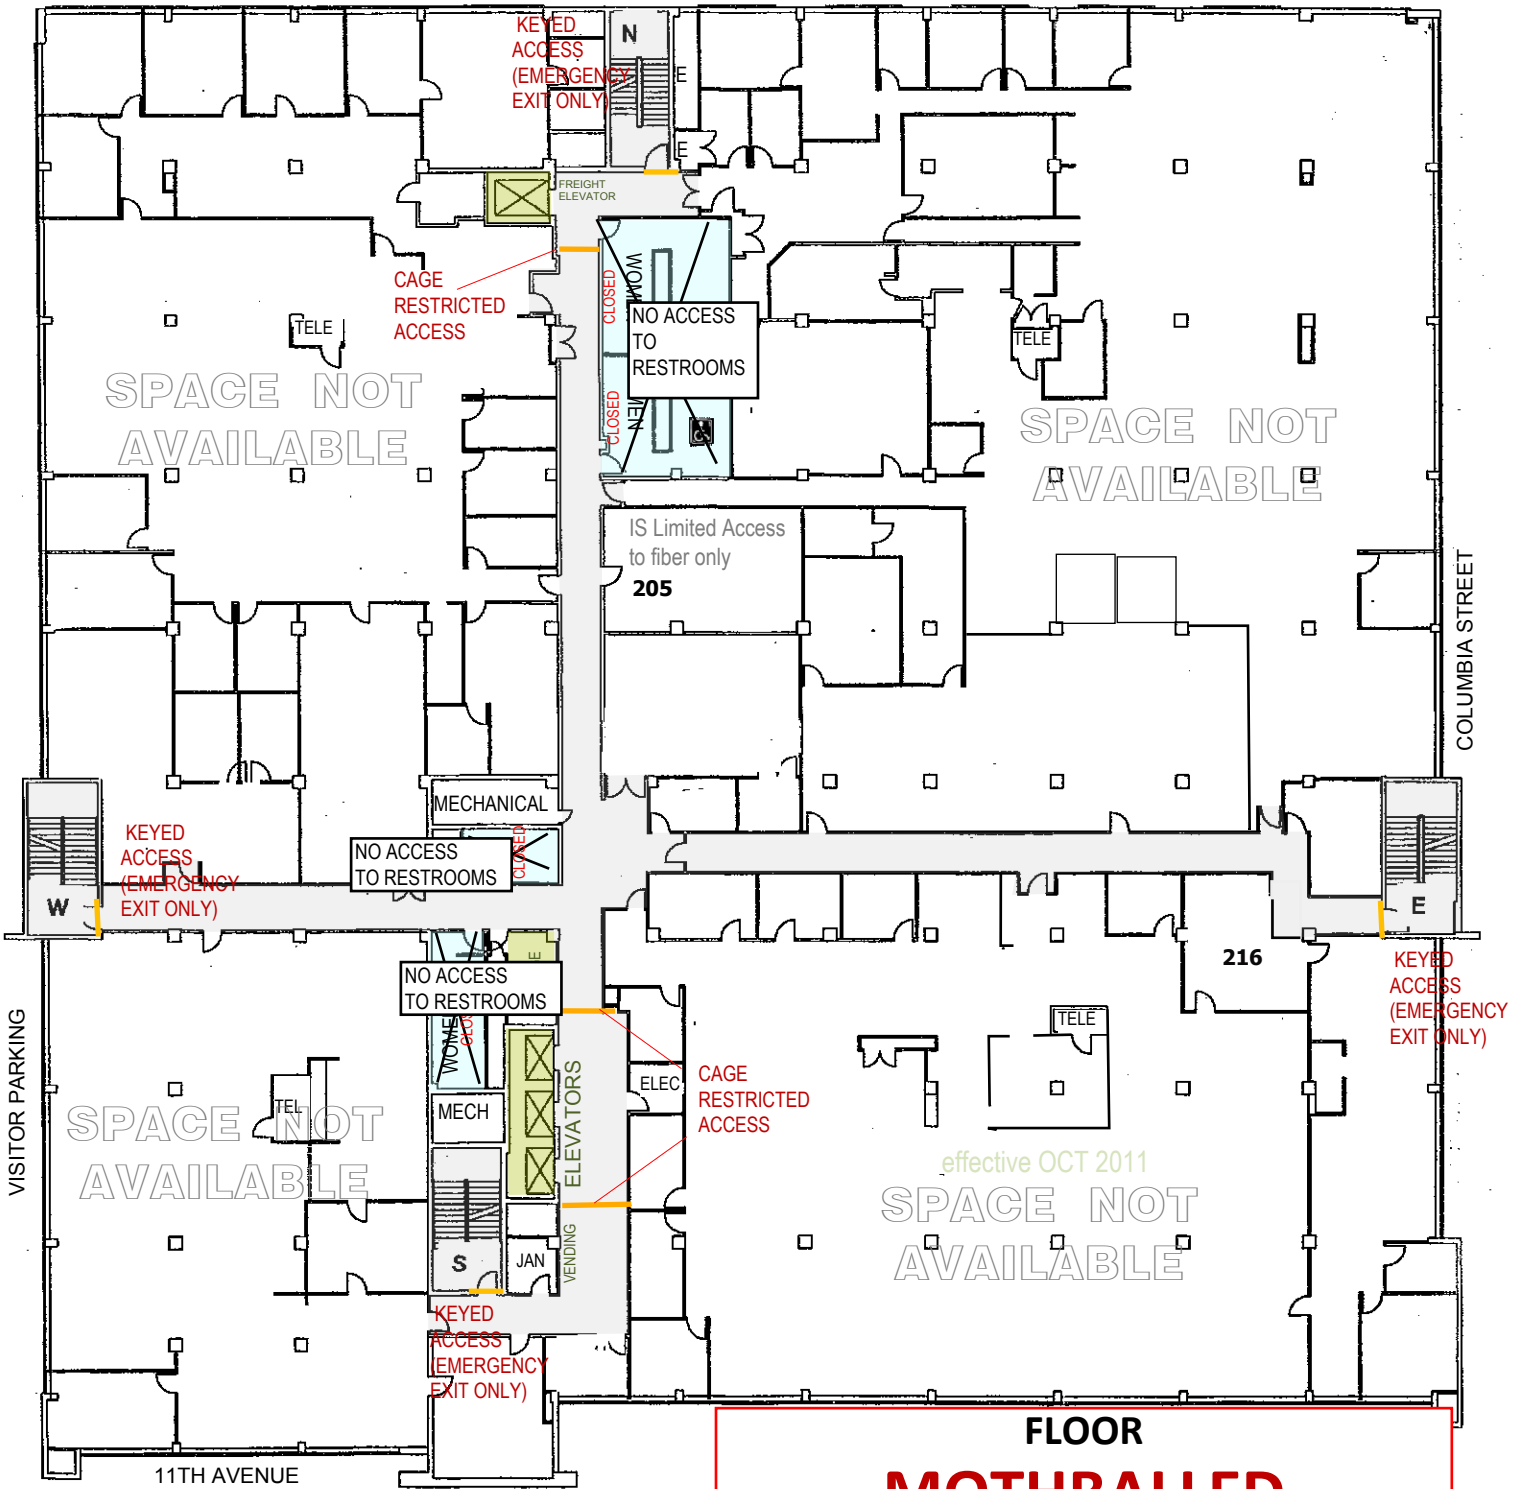 KEYED
ACCESS
(EMERGENCY
EXIT ONLY)
N
E
E
FREIGHT
ELEVATOR
CAGE
RESTRICTED
ACCESS
CLOSED
NO ACCESS
TO
RESTROOMS
CLOSED
MEN
TELE
TELE
SPACE NOT
AVAILABLE
SPACE NOT
AVAILABLE
IS Limited Access
to fiber only
205
COLUMBIA STREET
MECHANICAL
CLOSED
NO ACCESS
TO RESTROOMS
KEYED
ACCESS
(EMERGENCY
EXIT ONLY)
W
E
KEYED
ACCESS
(EMERGENCY
EXIT ONLY)
216
E
NO ACCESS
TO RESTROOMS
TELE
ELEVATORS
ELEC
CAGE
RESTRICTED
ACCESS
MECH
TEL
SPACE NOT
AVAILABLE
VISITOR PARKING
effective OCT 2011
SPACE NOT
AVAILABLE
S
JAN
VENDING
KEYED
ACCESS
(EMERGENCY
EXIT ONLY)
11TH AVENUE
FLOOR
MOTHBALLED